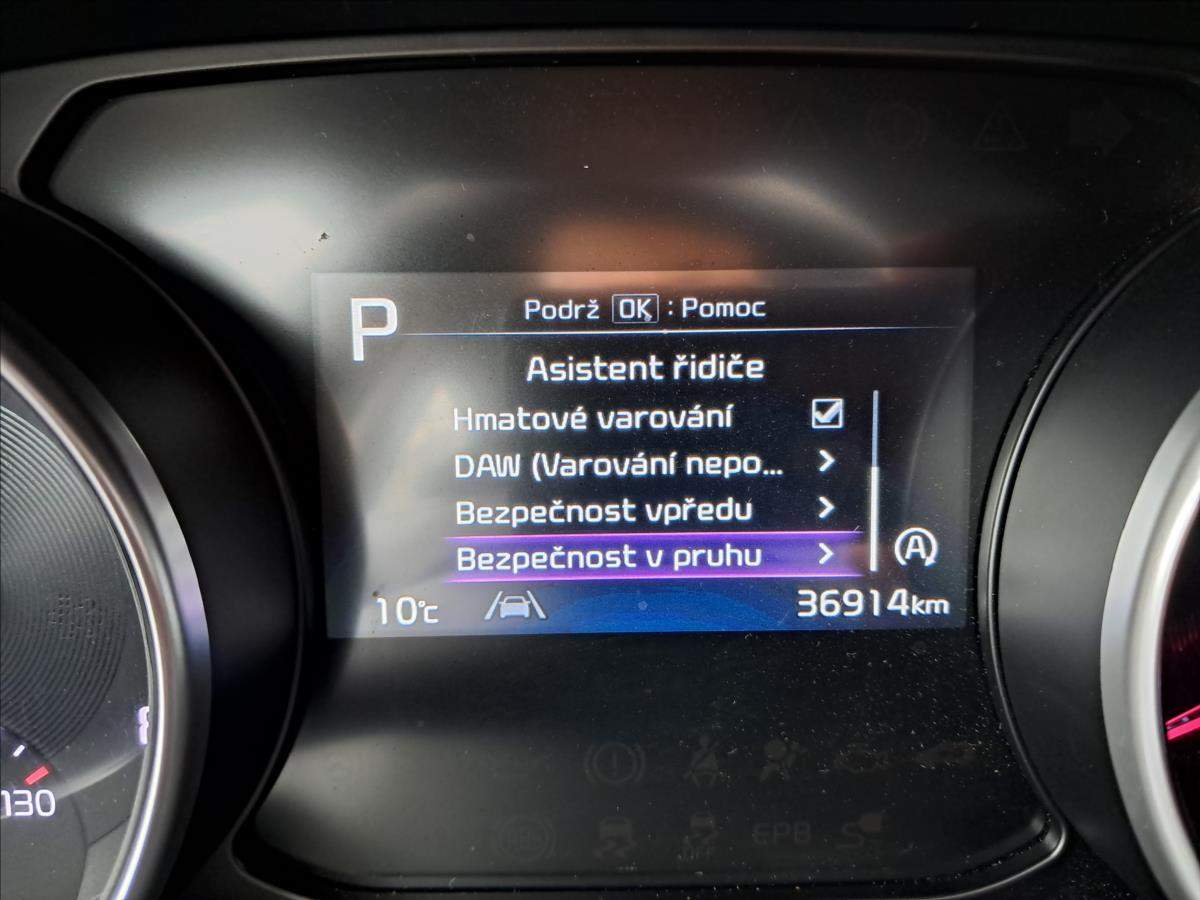 P
Podrž OK : Pomoc
Asistent řidiče
Hmatové varování
DAW (Varování nepo...
Bezpečnost vpředu
Bezpečnost v pruhu
A
10°C
36914km
130
EPB